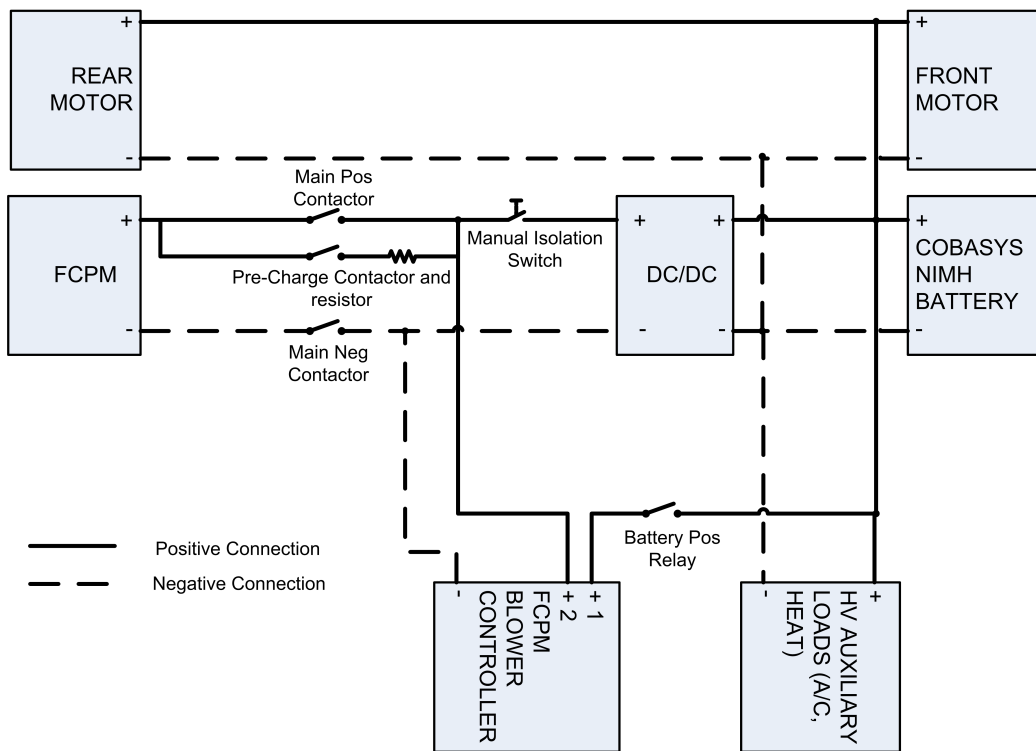 +
REAR
MOTOR
-
+
FRONT
MOTOR
-
Main Pos
Contactor
+
FCPM
-
Pre-Charge Contactor and
resistor
Main Neg
Contactor
Manual Isolation
Switch
+ +
DC/DC
- -
+
COBASYS
NIMH
BATTERY
-
Positive Connection
Negative Connection
Battery Pos
Relay
+ 1
+ 2
-
FCPM
BLOWER
CONTROLLER
+
-
HV AUXILIARY
LOADS (A/C,
HEAT)